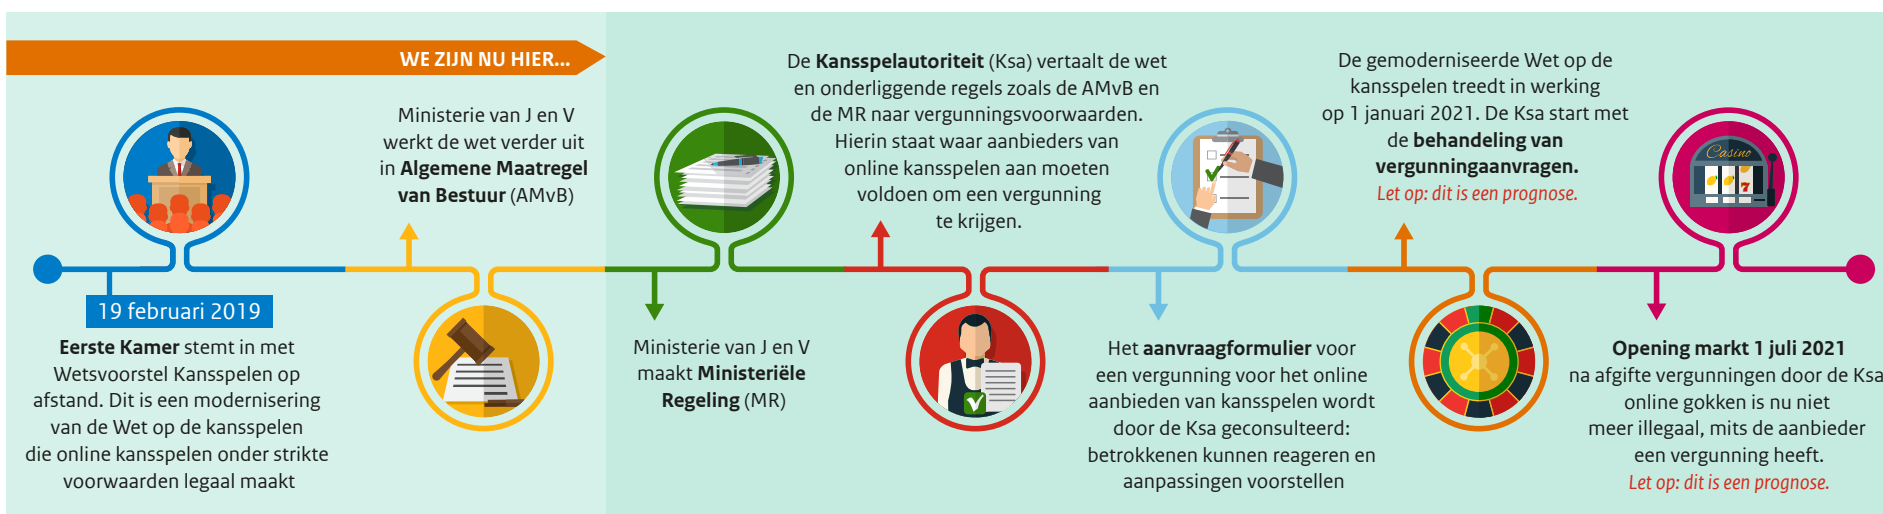 WE ZIJN NU HIER...
19 februari 2019
Eerste Kamer stemt in met
Wetsvoorstel Kansspelen op
afstand. Dit is een modernisering
van de Wet op de kansspelen
die online kansspelen onder strikte
voorwaarden legaal maakt
Ministerie van J en V
werkt de wet verder uit
in Algemene Maatregel
van Bestuur (AMvB)
Ministerie van J en V
maakt Ministeriële
Regeling (MR)
De Kansspelautoriteit (Ksa) vertaalt de wet
en onderliggende regels zoals de AMvB en
de MR naar vergunningsvoorwaarden.
Hierin staat waar aanbieders van
online kansspelen aan moeten
voldoen om een vergunning
te krijgen.
Het aanvraagformulier voor
een vergunning voor het online
aanbieden van kansspelen wordt
door de Ksa geconsulteerd:
betrokkenen kunnen reageren en
aanpassingen voorstellen
De gemoderniseerde Wet op de
kansspelen treedt in werking
op 1 januari 2021. De Ksa start met
de behandeling van
vergunningaanvragen.
Let op: dit is een prognose.
Casino
7
Opening markt 1 juli 2021
na afgifte vergunningen door de Ksa
online gokken is nu niet
meer illegaal, mits de aanbieder
een vergunning heeft.
Let op: dit is een prognose.